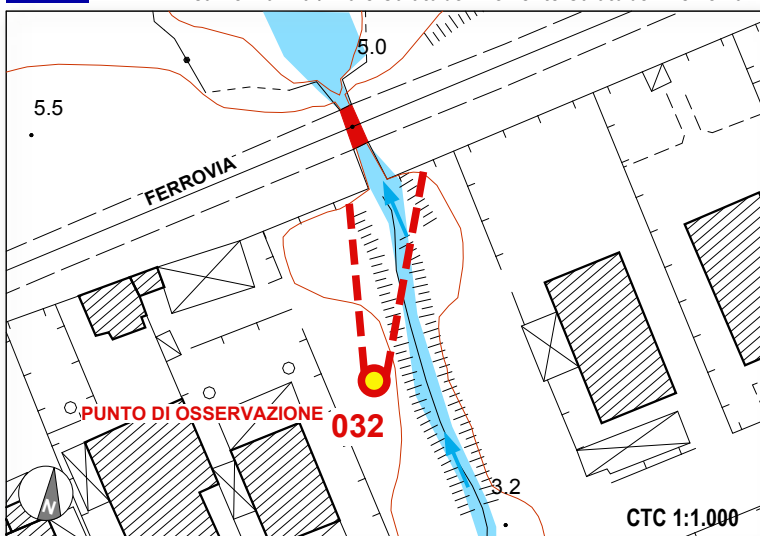 5.0
5.5
FERROVIA
PUNTO DI OSSERVAZIONE
032
3.2
N
CTC 1:1.000